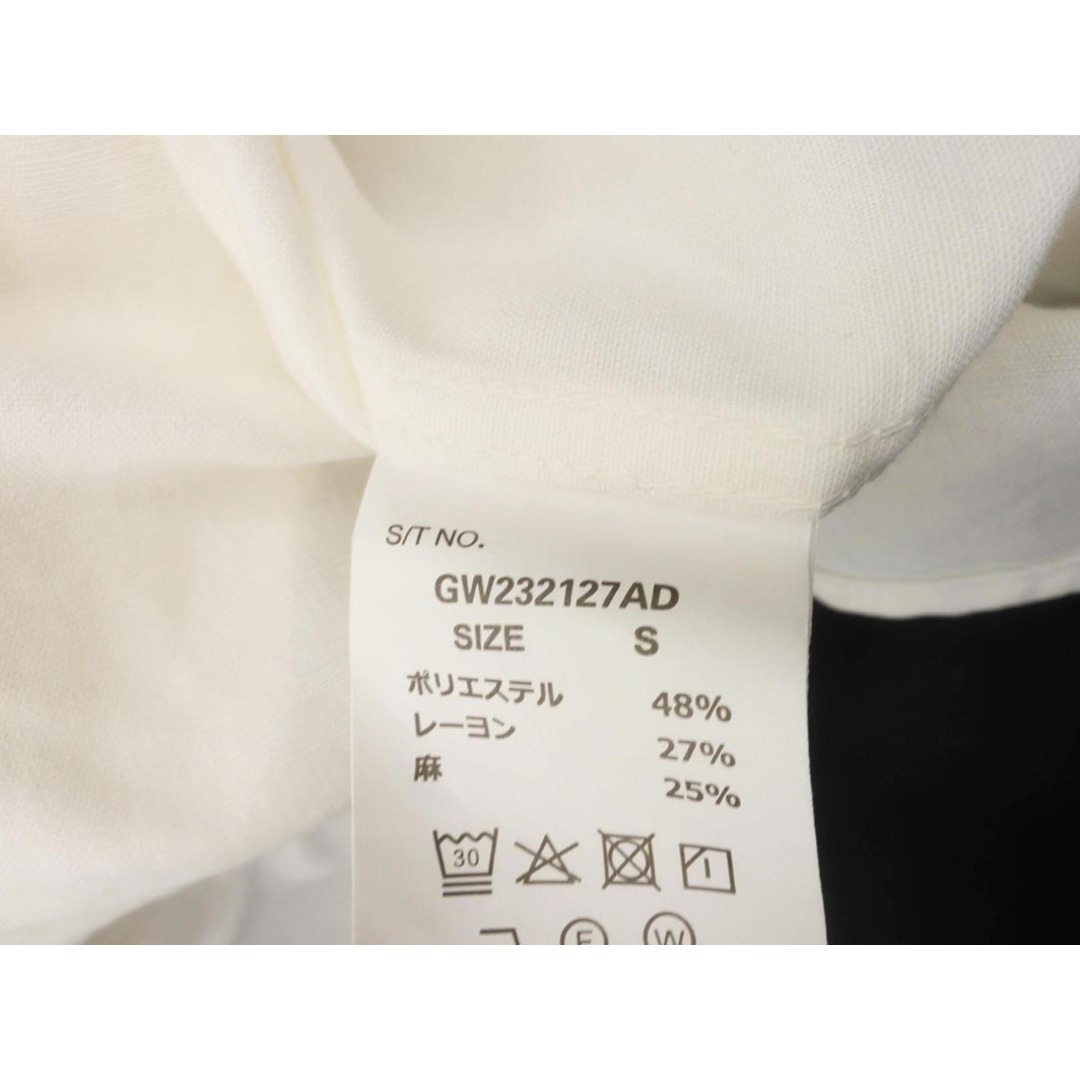 S/T NO.
GW232127AD
SIZE S
ポリエステル 48%
レーヨン 27%
麻 25%
30
F W